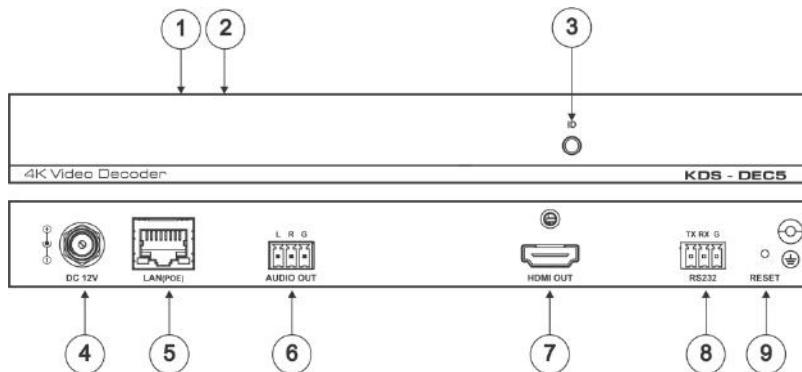 1 2 3
ID
4K Video Decoder KDS - DEC5
L R G TX RX G
DC 12V LAN(POE) AUDIO OUT HDMI OUT RS232 RESET
4 5 6 7 8 9